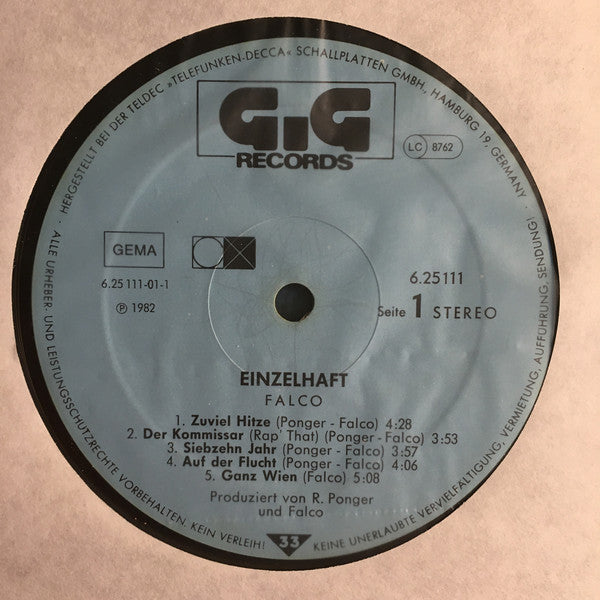 HERGESTELLT BEI DER TELDEC »TELEFUNKEN-DECCA« SCHALLPLATTEN GMBH, HAMBURG 19, GERMANY ·
GiG
RECORDS
LC 8762
GEMA
6.25 111-01-1
Ⓟ 1982
6.25111
Seite 1 STEREO
EINZELHAFT
FALCO
1. Zuviel Hitze (Ponger - Falco) 4:28
2. Der Kommissar (Rap' That) (Ponger - Falco) 3:53
3. Siebzehn Jahr (Ponger - Falco) 3:57
4. Auf der Flucht (Ponger - Falco) 4:06
5. Ganz Wien (Falco) 5:08
Produziert von R. Ponger
und Falco
33
· ALLE URHEBER- UND LEISTUNGSSCHUTZRECHTE VORBEHALTEN. KEIN VERLEIH!
KEINE UNERLAUBTE VERVIELFÄLTIGUNG, VERMIETUNG, AUFFÜHRUNG, SENDUNG!